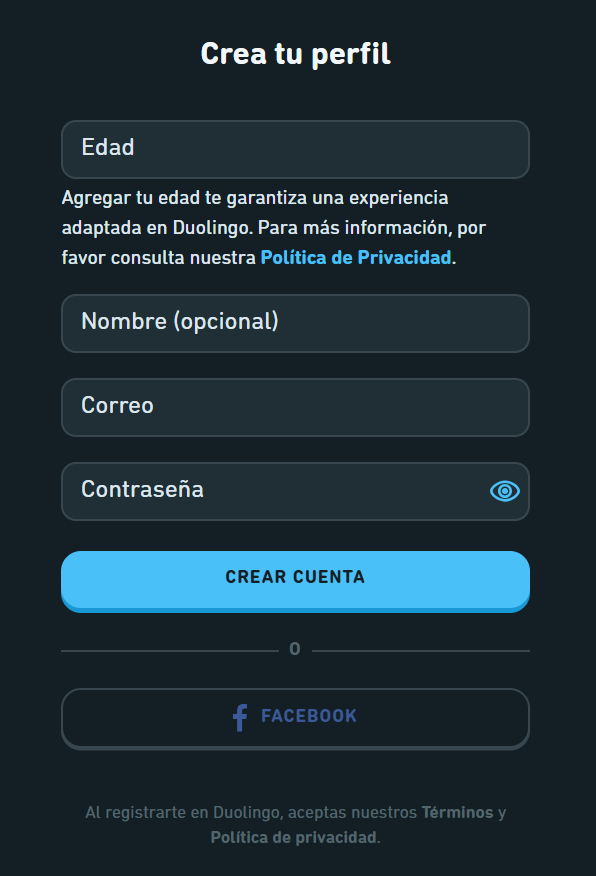 Crea tu perfil
Edad
Agregar tu edad te garantiza una experiencia
adaptada en Duolingo. Para más información, por
favor consulta nuestra Política de Privacidad.
Nombre (opcional)
Correo
Contraseña
CREAR CUENTA
O
FACEBOOK
Al registrarte en Duolingo, aceptas nuestros Términos y
Política de privacidad.